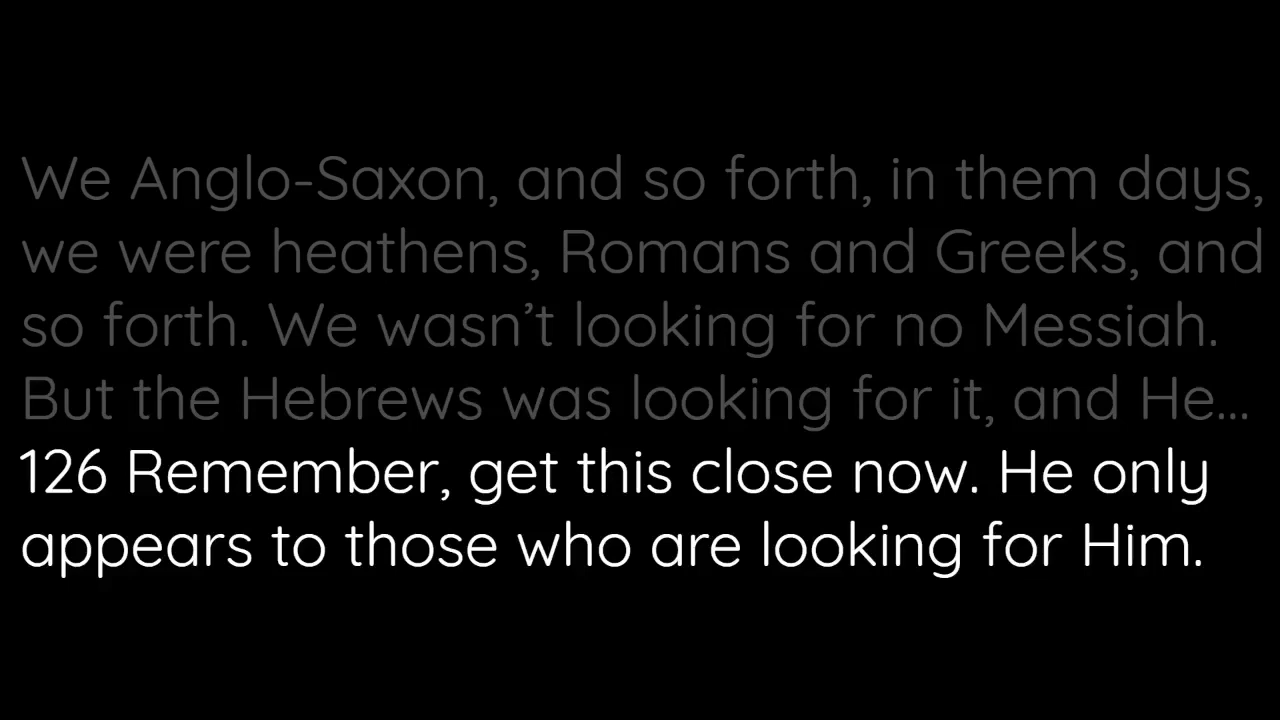 We Anglo-Saxon, and so forth, in them days,
we were heathens, Romans and Greeks, and
so forth. We wasn’t looking for no Messiah.
But the Hebrews was looking for it, and He...
126 Remember, get this close now. He only
appears to those who are looking for Him.